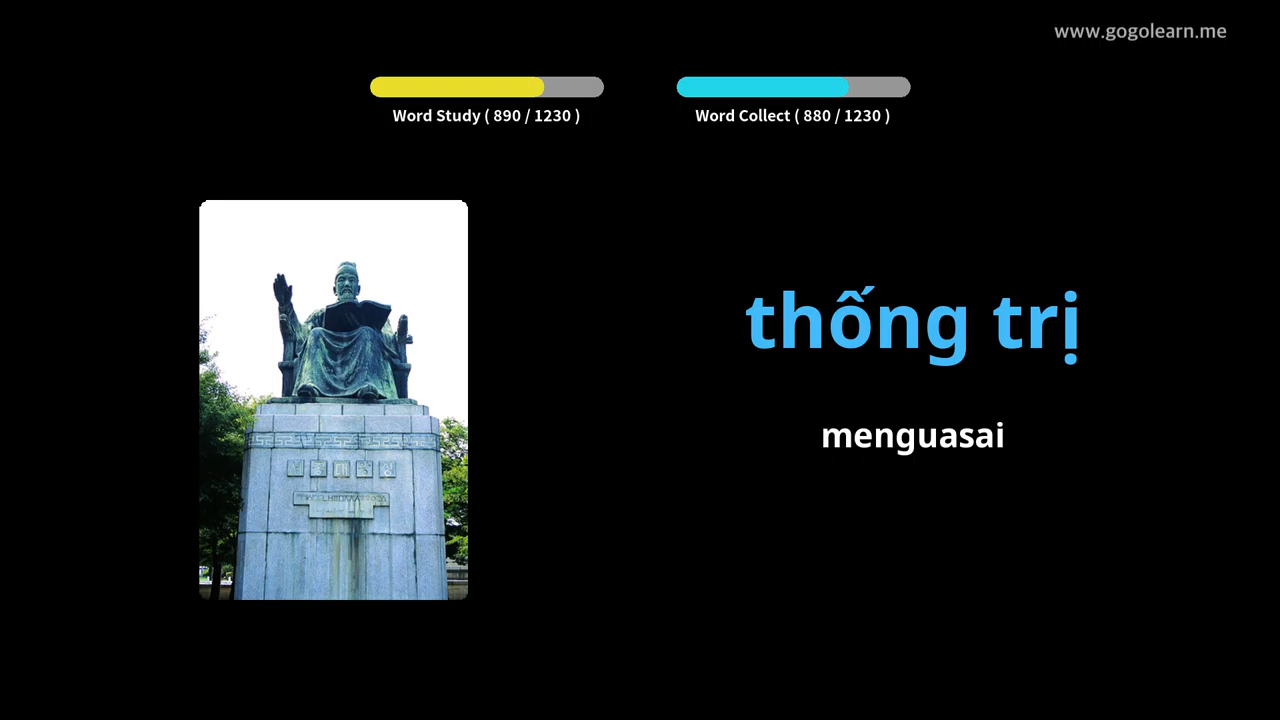 www.gogolearn.me
Word Study ( 890 / 1230 )
Word Collect ( 880 / 1230 )
thống trị
menguasai